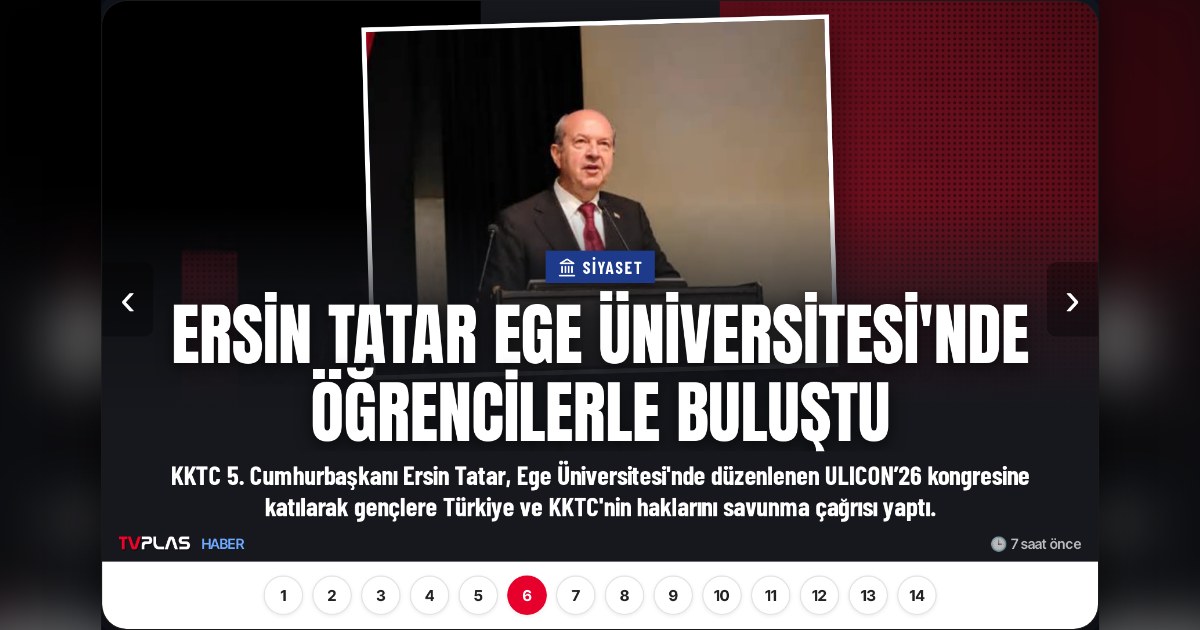 SİYASET
‹
›
ERSİN TATAR EGE ÜNİVERSİTESİ'NDE
ÖĞRENCİLERLE BULUŞTU
KKTC 5. Cumhurbaşkanı Ersin Tatar, Ege Üniversitesi'nde düzenlenen ULICON’26 kongresine
katılarak gençlere Türkiye ve KKTC'nin haklarını savunma çağrısı yaptı.
TVPLAS HABER
7 saat önce
1 2 3 4 5 6 7 8 9 10 11 12 13 14